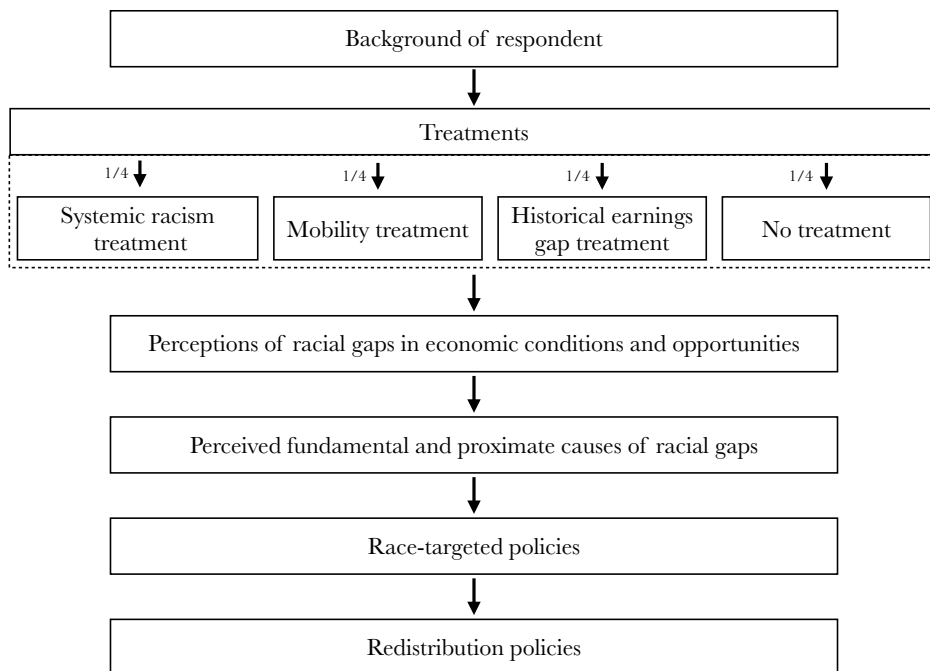 Background of respondent
Treatments
1/4
1/4
1/4
1/4
Systemic racism
treatment
Mobility treatment
Historical earnings
gap treatment
No treatment
Perceptions of racial gaps in economic conditions and opportunities
Perceived fundamental and proximate causes of racial gaps
Race-targeted policies
Redistribution policies